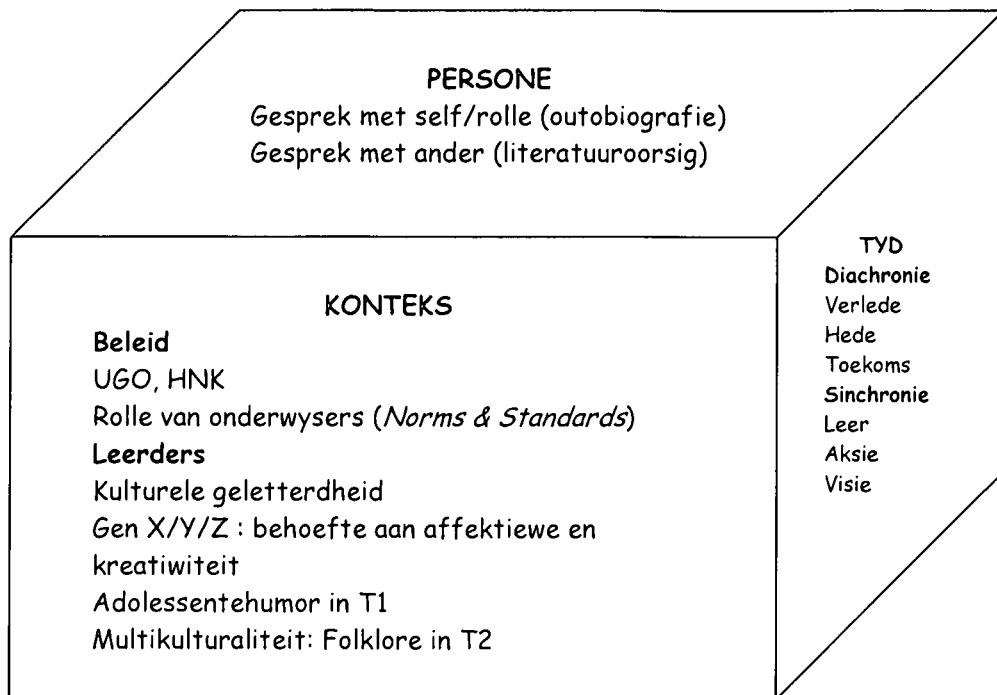 PERSONE
Gesprek met self/rolle (outobiografie)
Gesprek met ander (literatuuroorsig)
KONTEKS
Beleid
UGO, HNK
Rolle van onderwysers (Norms & Standards)
Leerders
Kulturele geletterdheid
Gen X/Y/Z : behoefte aan affektiewe en
kreatiwiteit
Adolessentehumor in T1
Multikulturaliteit: Folklore in T2
TYD
Diachronie
Verlede
Hede
Toekoms
Sinchronie
Leer
Aksie
Visie